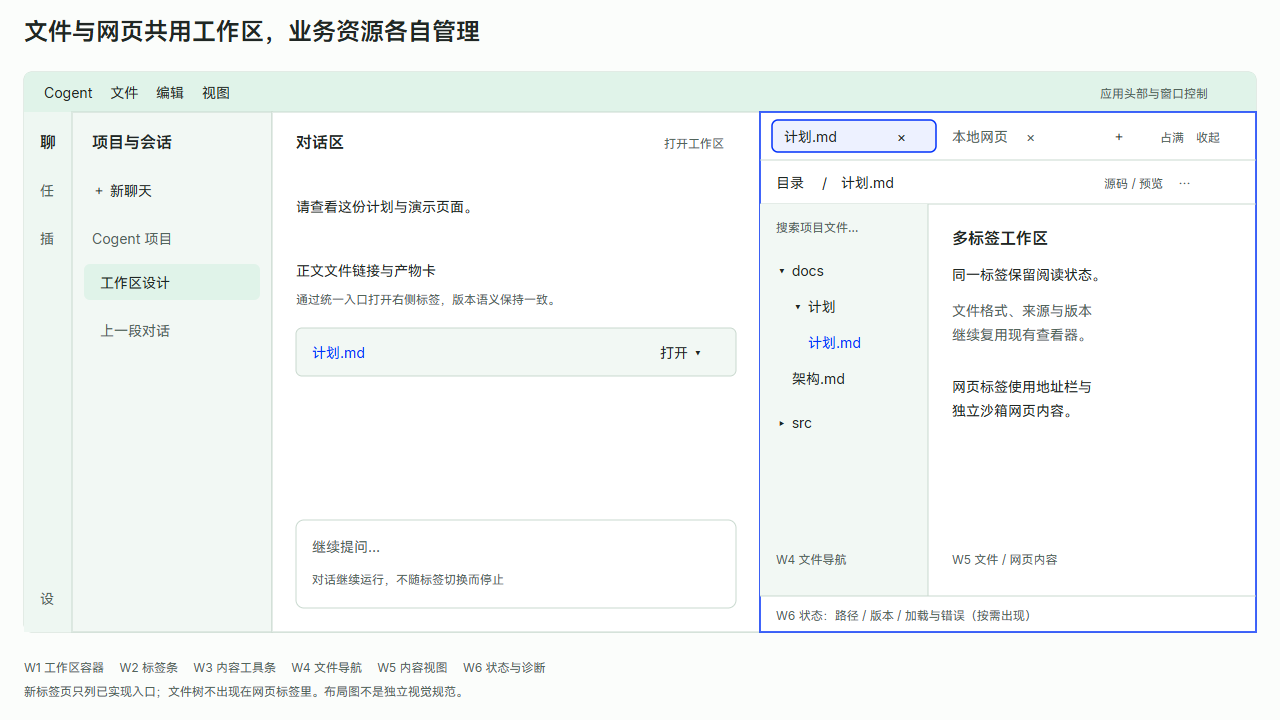 文件与网页共用工作区，业务资源各自管理
Cogent 文件 编辑 视图 应用头部与窗口控制
聊
任
插
设
项目与会话
+ 新聊天
Cogent 项目
工作区设计
上一段对话
对话区 打开工作区
请查看这份计划与演示页面。
正文文件链接与产物卡
通过统一入口打开右侧标签，版本语义保持一致。
计划.md 打开 ▾
继续提问…
对话继续运行，不随标签切换而停止
计划.md × 本地网页 × + 占满 收起
目录 / 计划.md 源码 / 预览 ···
搜索项目文件…
▾ docs
▾ 计划
计划.md
架构.md
▸ src
W4 文件导航
多标签工作区
同一标签保留阅读状态。
文件格式、来源与版本
继续复用现有查看器。
网页标签使用地址栏与
独立沙箱网页内容。
W5 文件 / 网页内容
W6 状态：路径 / 版本 / 加载与错误（按需出现）
W1 工作区容器 W2 标签条 W3 内容工具条 W4 文件导航 W5 内容视图 W6 状态与诊断
新标签页只列已实现入口；文件树不出现在网页标签里。布局图不是独立视觉规范。